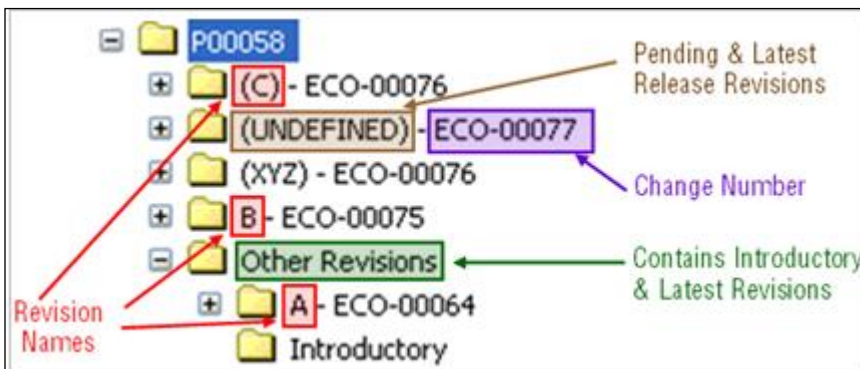 P00058
(C) - ECO-00076
(UNDEFINED) - ECO-00077
(XYZ) - ECO-00076
B - ECO-00075
Other Revisions
A - ECO-00064
Introductory
Pending & Latest
Release Revisions
Change Number
Contains Introductory
& Latest Revisions
Revision
Names